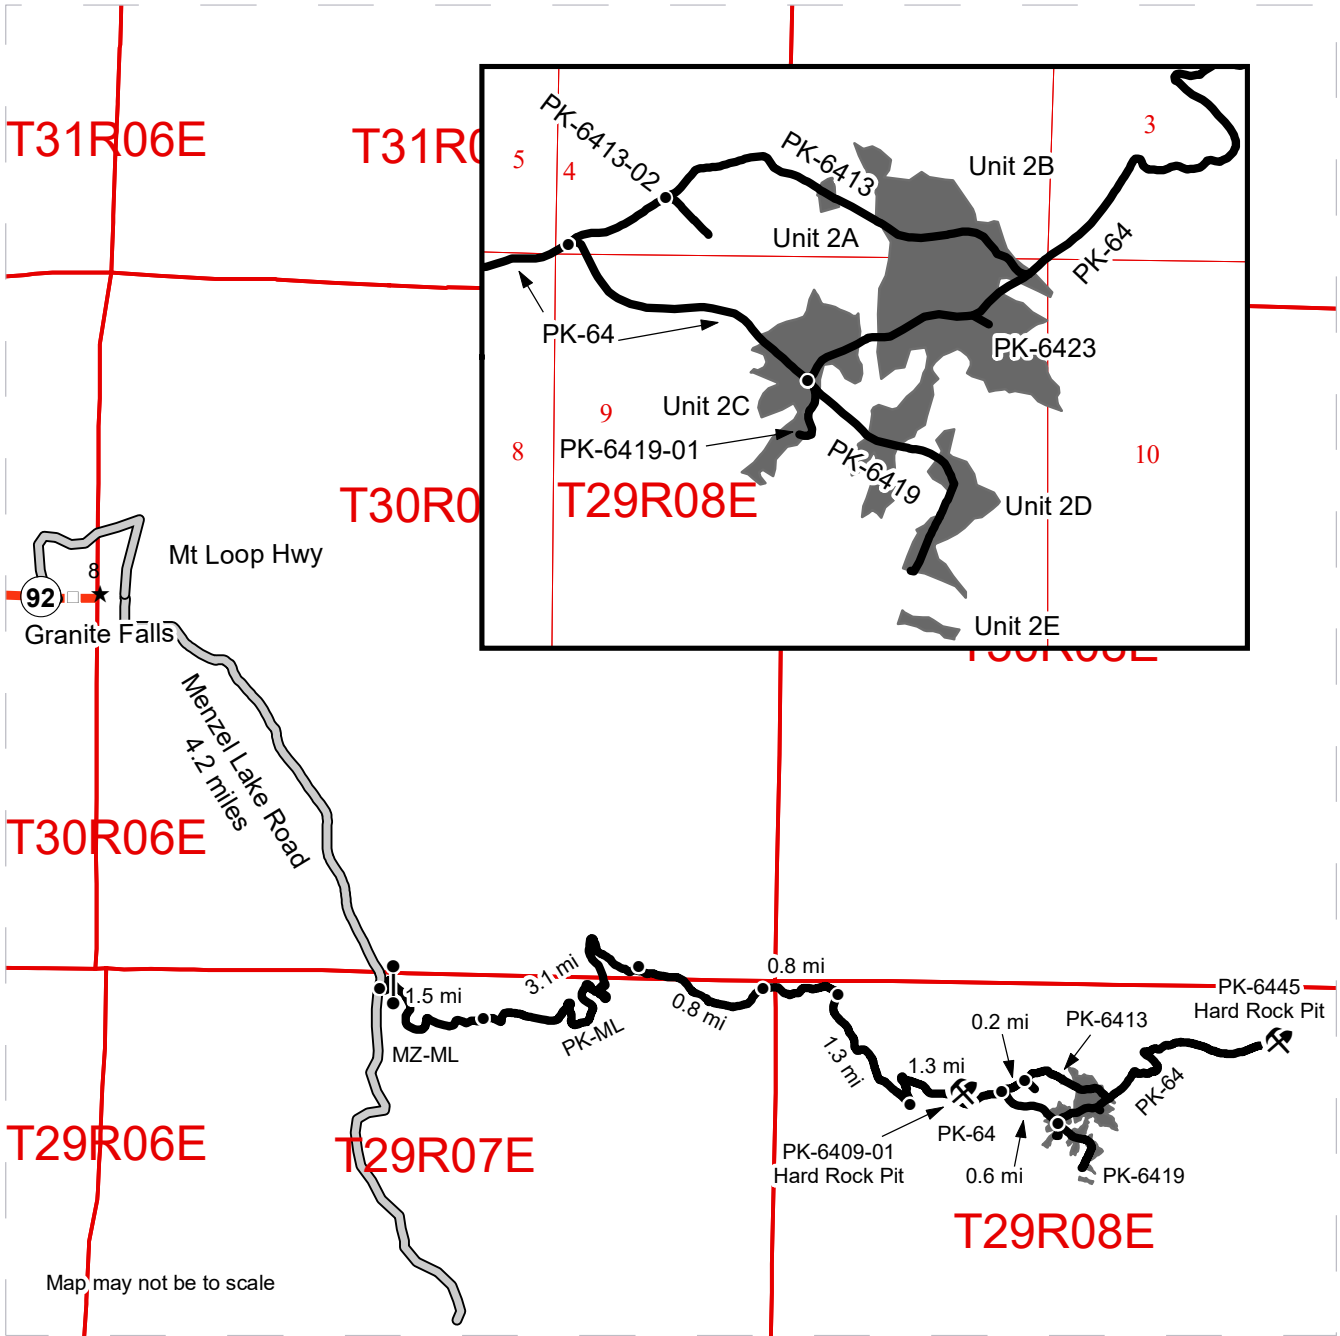 T31R06E
T31R0
5
4
3
PK-6413-02
PK-6413
Unit 2B
Unit 2A
PK-64
PK-64
PK-6423
9
Unit 2C
8
PK-6419-01
10
PK-6419
T30R0
T29R08E
Unit 2D
Unit 2E
T30R08E
Mt Loop Hwy
8
92
Granite Falls
Menzel Lake Road
4.2 miles
T30R06E
1.5 mi
3.1 mi
0.8 mi
0.8 mi
PK-ML
MZ-ML
1.3 mi
1.3 mi
0.2 mi
PK-6413
PK-6445
Hard Rock Pit
PK-64
PK-64
PK-6409-01
Hard Rock Pit
0.6 mi
PK-6419
T29R06E
T29R07E
T29R08E
Map may not be to scale